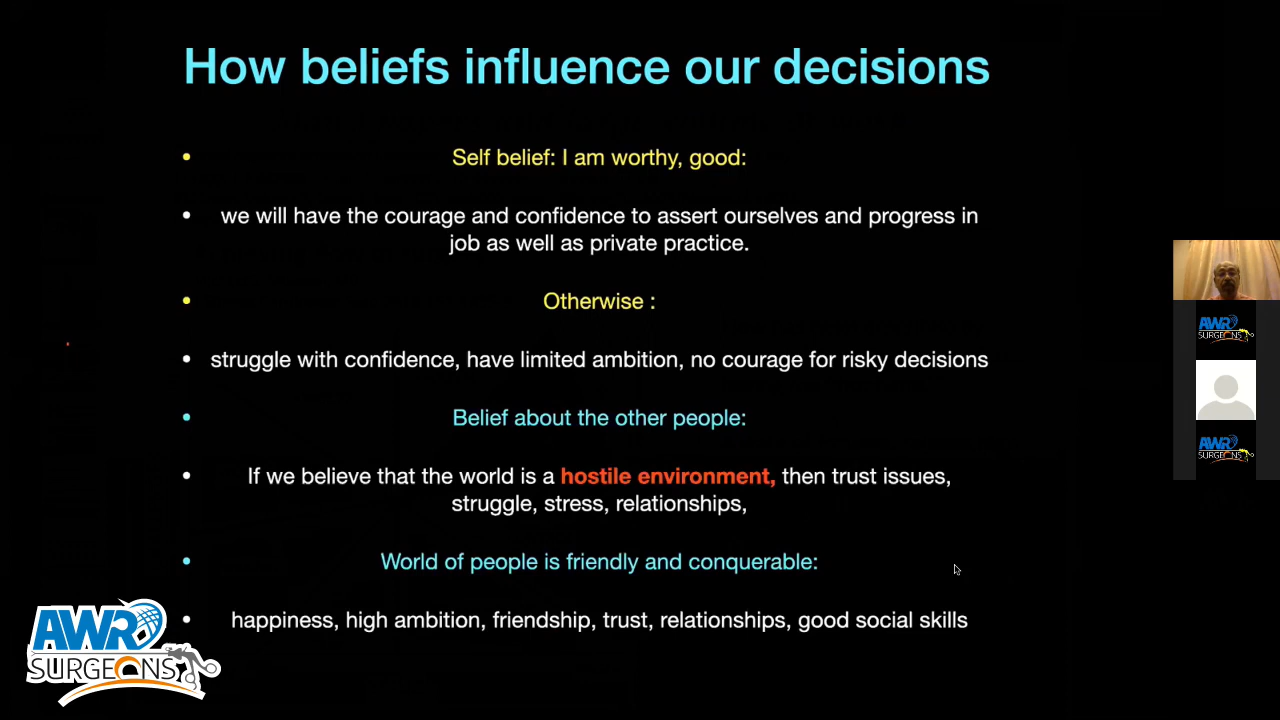 How beliefs influence our decisions
• Self belief: I am worthy, good:
• we will have the courage and confidence to assert ourselves and progress in
job as well as private practice.
• Otherwise :
• struggle with confidence, have limited ambition, no courage for risky decisions
• Belief about the other people:
• If we believe that the world is a hostile environment, then trust issues,
struggle, stress, relationships,
• World of people is friendly and conquerable:
• happiness, high ambition, friendship, trust, relationships, good social skills
AWR
SURGEONS
AWR
SURGEONS
AWR
SURGEONS